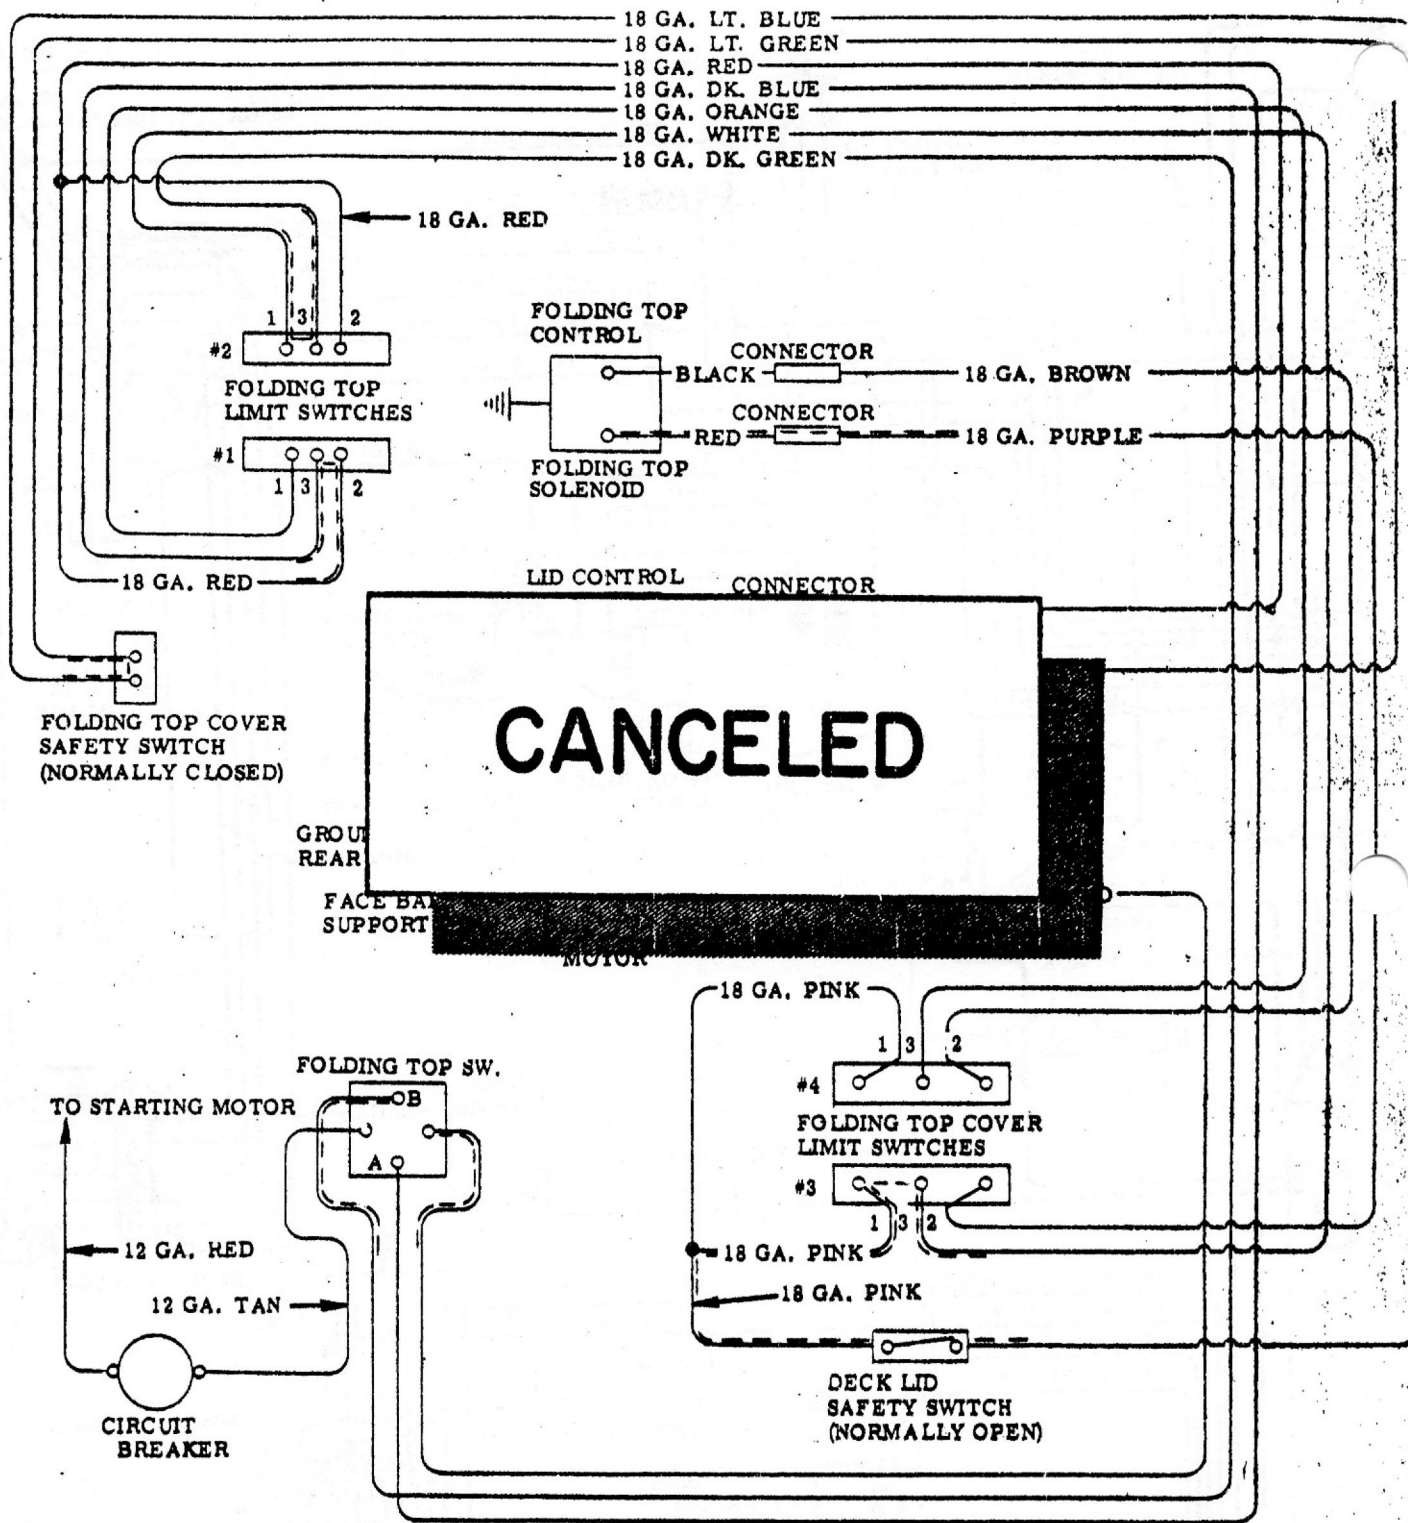 18 GA. LT. BLUE
18 GA. LT. GREEN
18 GA. RED
18 GA. DK. BLUE
18 GA. ORANGE
18 GA. WHITE
18 GA. DK. GREEN
18 GA. RED
1 3 2
#2
FOLDING TOP
LIMIT SWITCHES
#1
1 3 2
18 GA. RED
FOLDING TOP
CONTROL
CONNECTOR
BLACK
18 GA. BROWN
CONNECTOR
RED
18 GA. PURPLE
FOLDING TOP
SOLENOID
LID CONTROL
CONNECTOR
FOLDING TOP COVER
SAFETY SWITCH
(NORMALLY CLOSED)
CANCELED
GROU
REAR
FACE BA
SUPPORT
MOTOR
18 GA. PINK
1 3 2
#4
FOLDING TOP COVER
LIMIT SWITCHES
#3
1 3 2
18 GA. PINK
18 GA. PINK
DECK LID
SAFETY SWITCH
(NORMALLY OPEN)
FOLDING TOP SW.
B
A
TO STARTING MOTOR
12 GA. RED
12 GA. TAN
CIRCUIT
BREAKER